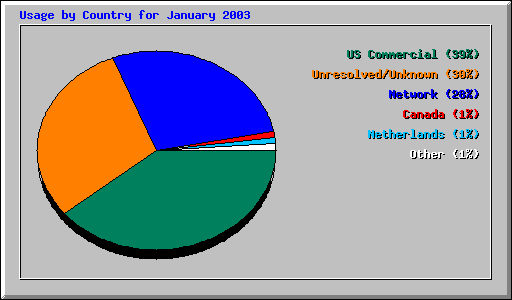 Usage by Country for January 2003
US Commercial (39%)
Unresolved/Unknown (30%)
Network (28%)
Canada (1%)
Netherlands (1%)
Other (1%)